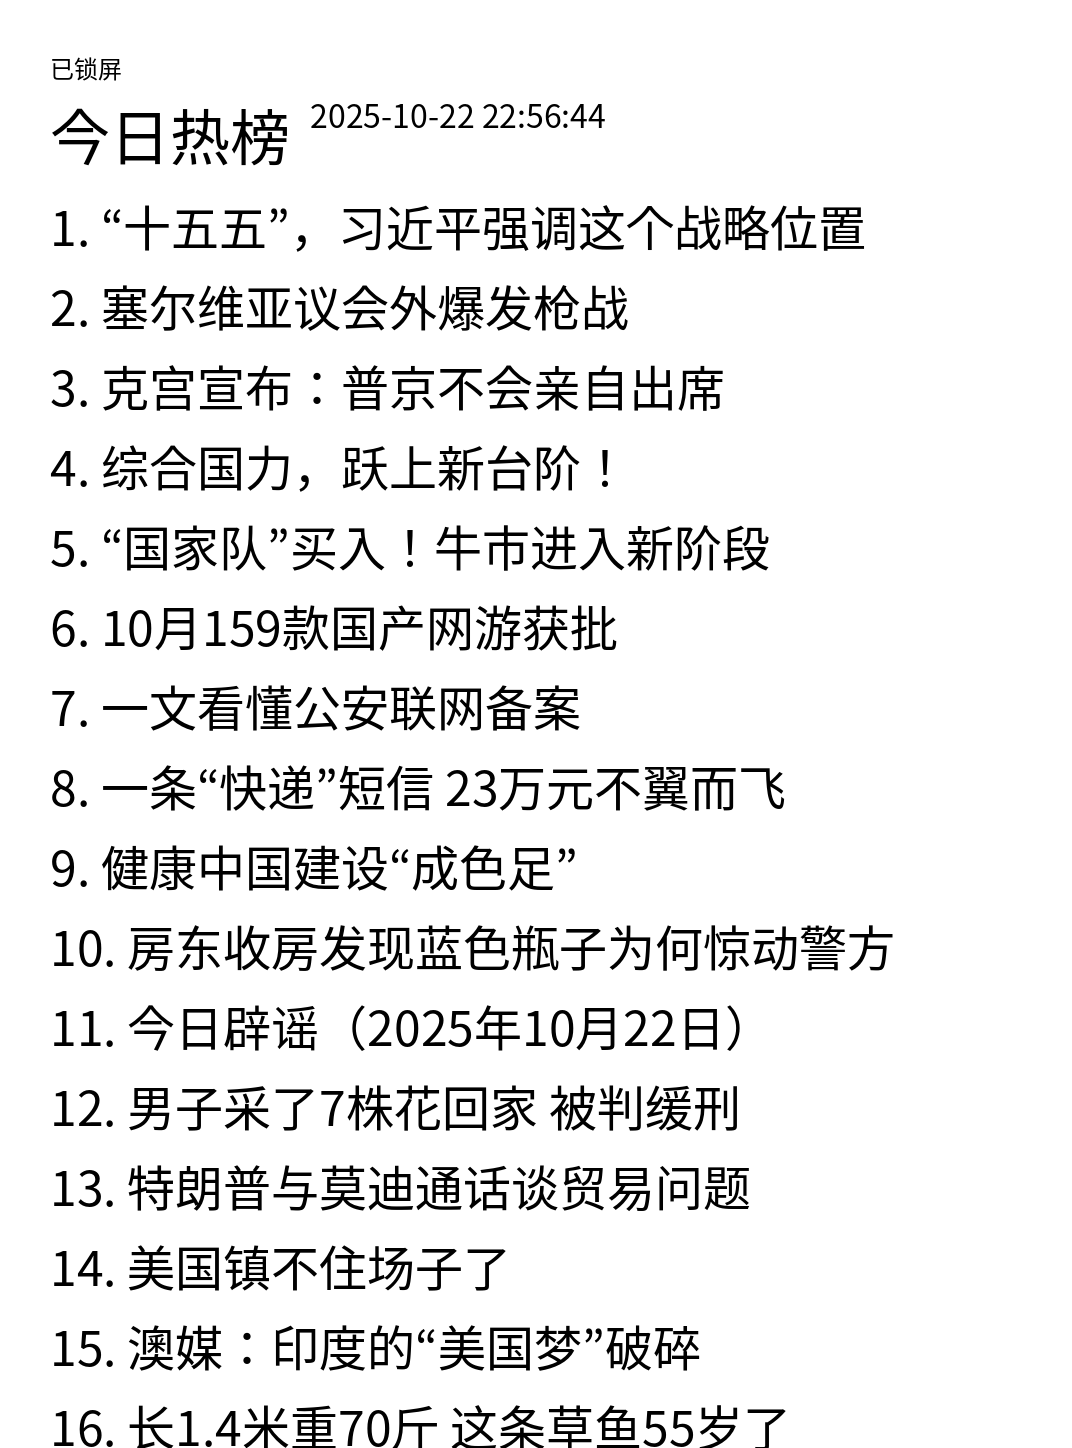 已锁屏
今日热榜 2025-10-22 22:56:44
1. “十五五”，习近平强调这个战略位置
2. 塞尔维亚议会外爆发枪战
3. 克宫宣布：普京不会亲自出席
4. 综合国力，跃上新台阶！
5. “国家队”买入！牛市进入新阶段
6. 10月159款国产网游获批
7. 一文看懂公安联网备案
8. 一条“快递”短信 23万元不翼而飞
9. 健康中国建设“成色足”
10. 房东收房发现蓝色瓶子为何惊动警方
11. 今日辟谣（2025年10月22日）
12. 男子采了7株花回家 被判缓刑
13. 特朗普与莫迪通话谈贸易问题
14. 美国镇不住场子了
15. 澳媒：印度的“美国梦”破碎
16. 长1.4米重70斤 这条草鱼55岁了